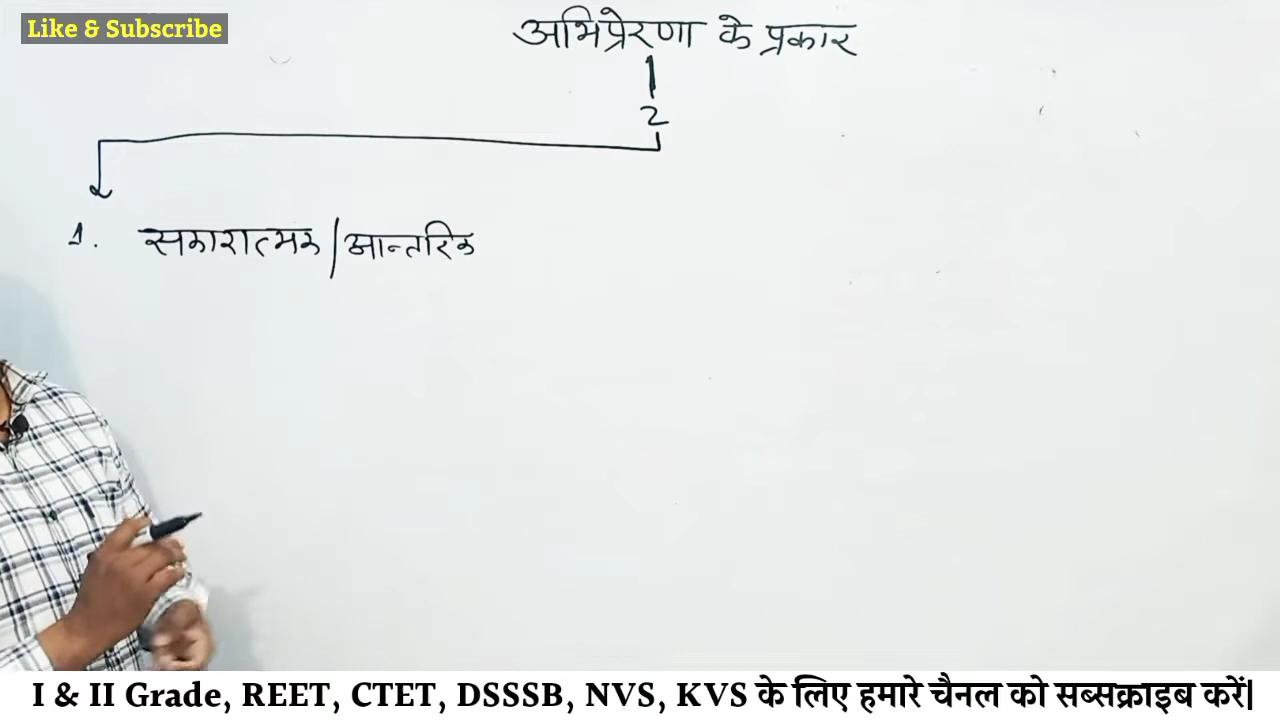 Like & Subscribe
अभिप्रेरणा के प्रकार
2
1. सकारात्मक/आन्तरिक
I & II Grade, REET, CTET, DSSSB, NVS, KVS के लिए हमारे चैनल को सब्सक्राइब करें|